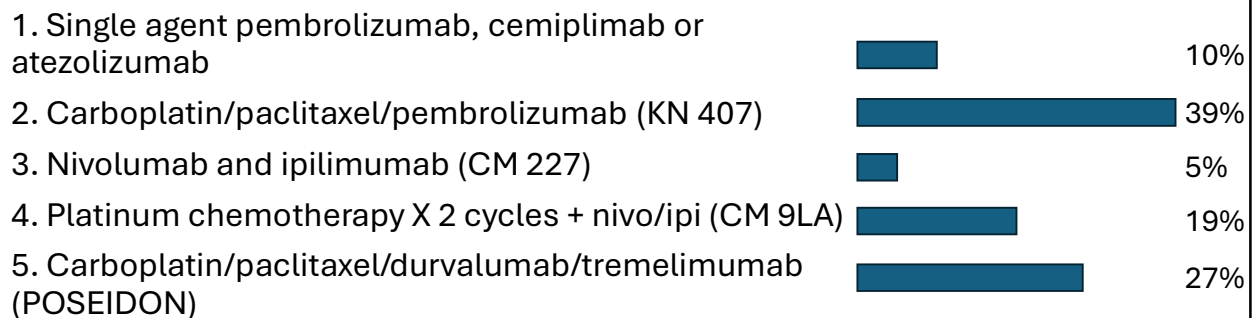 1. Single agent pembrolizumab, cemiplimab or
atezolizumab
10%
2. Carboplatin/paclitaxel/pembrolizumab (KN 407)
39%
3. Nivolumab and ipilimumab (CM 227)
5%
4. Platinum chemotherapy X 2 cycles + nivo/ipi (CM 9LA)
19%
5. Carboplatin/paclitaxel/durvalumab/tremelimumab
(POSEIDON)
27%